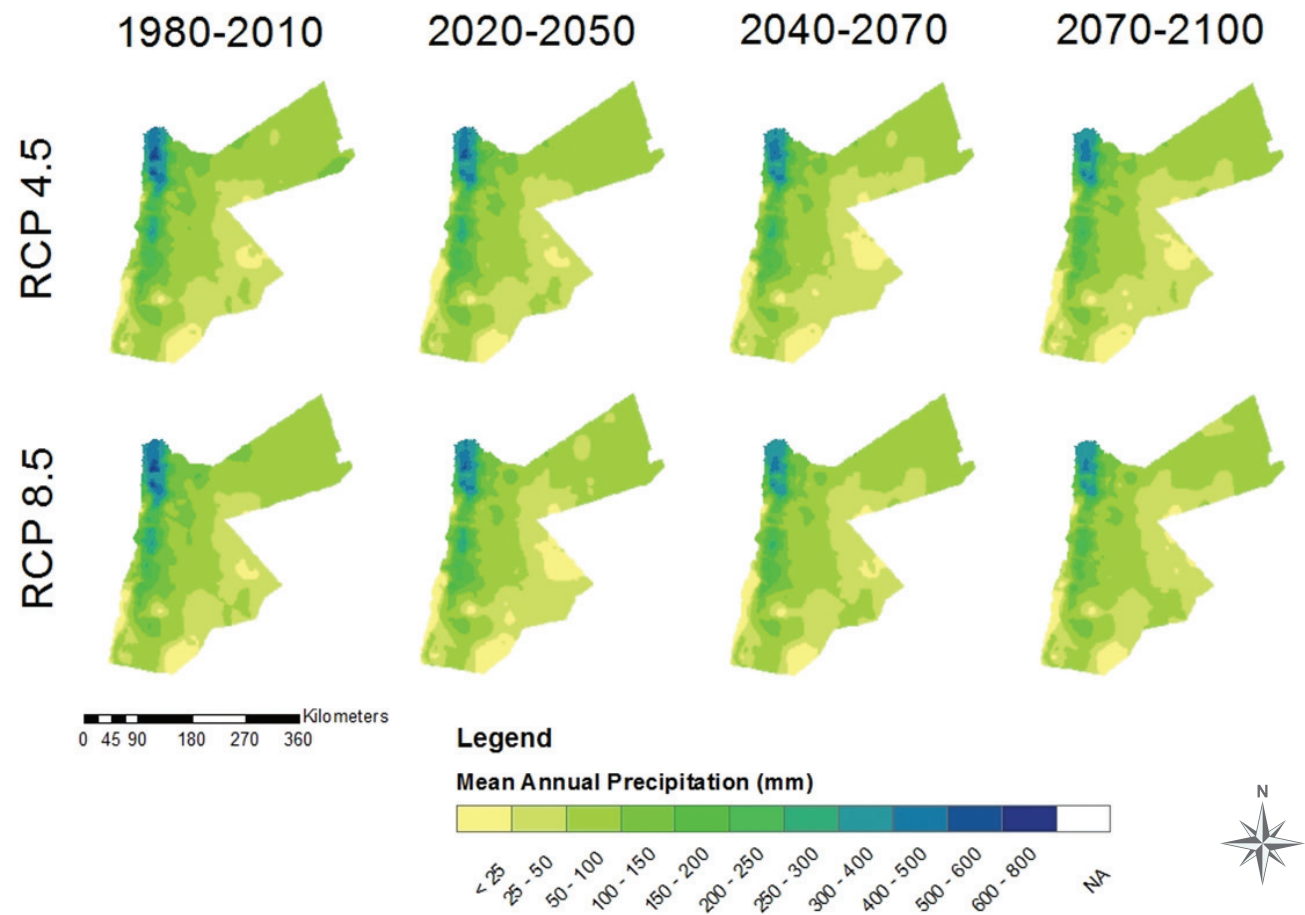 1980-2010 2020-2050 2040-2070 2070-2100
RCP 4.5
RCP 8.5
Kilometers
0 45 90 180 270 360
Legend
Mean Annual Precipitation (mm)
< 25 25 - 50 50 - 100 100 - 150 150 - 200 200 - 250 250 - 300 300 - 400 400 - 500 500 - 600 600 - 800 NA
N